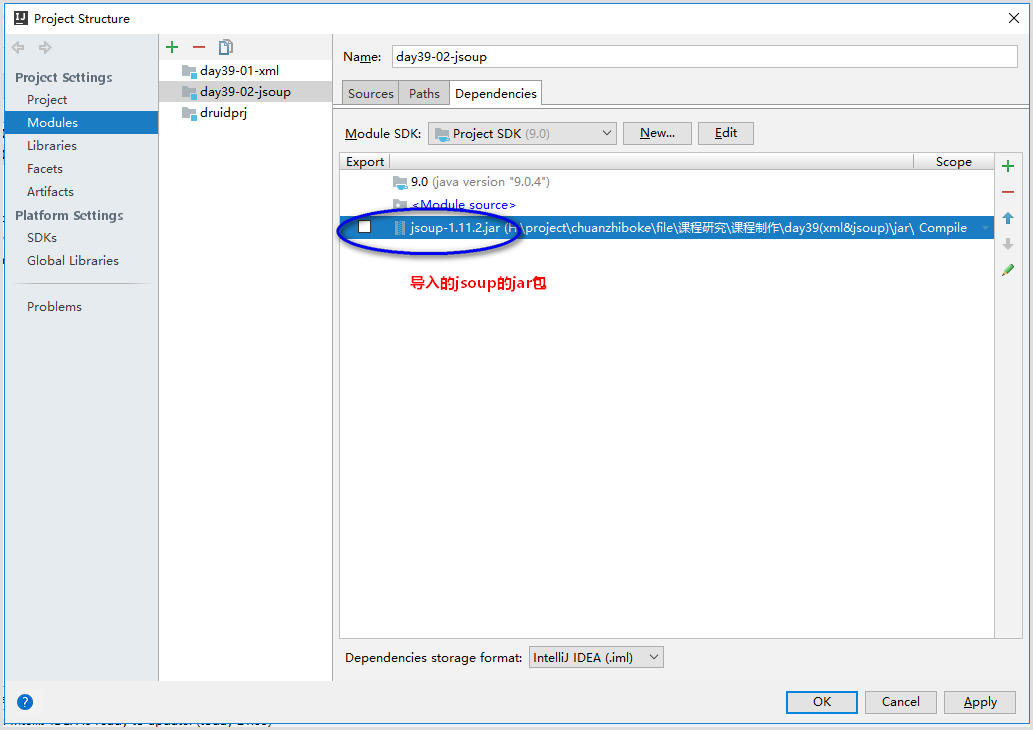 Project Structure
Project Settings
Project
Modules
Libraries
Facets
Artifacts
Platform Settings
SDKs
Global Libraries
Problems
day39-01-xml
day39-02-jsoup
druidprj
Name: day39-02-jsoup
Sources Paths Dependencies
Module SDK: Project SDK (9.0) New... Edit
Export Scope
9.0 (java version "9.0.4")
<Module source>
jsoup-1.11.2.jar (H:\project\chuanzhiboke\file\课程研究\课程制作\day39(xml&jsoup)\jar\ Compile
导入的jsoup的jar包
Dependencies storage format: IntelliJ IDEA (.iml)
?
OK Cancel Apply